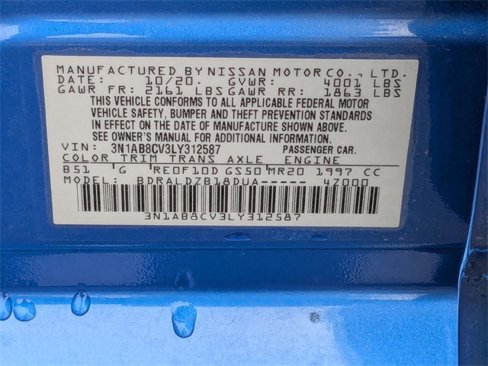 MANUFACTURED BY NISSAN MOTOR CO., LTD.
DATE: 10/20. GVWR: 4001 LBS
GAWR FR: 2161 LBS GAWR RR: 1863 LBS
THIS VEHICLE CONFORMS TO ALL APPLICABLE FEDERAL MOTOR
VEHICLE SAFETY, BUMPER AND THEFT PREVENTION STANDARDS
IN EFFECT ON THE DATE OF MANUFACTURE SHOWN ABOVE.
SEE OWNER'S MANUAL FOR ADDITIONAL INFORMATION.
VIN: 3N1AB8CV3LY312587 PASSENGER CAR.
COLOR TRIM TRANS AXLE ENGINE
B51 G RE0F10D GS50 MR20 1997 CC
MODEL: BDRALDZB18DUA----- 47000
3N1AB8CV3LY312587